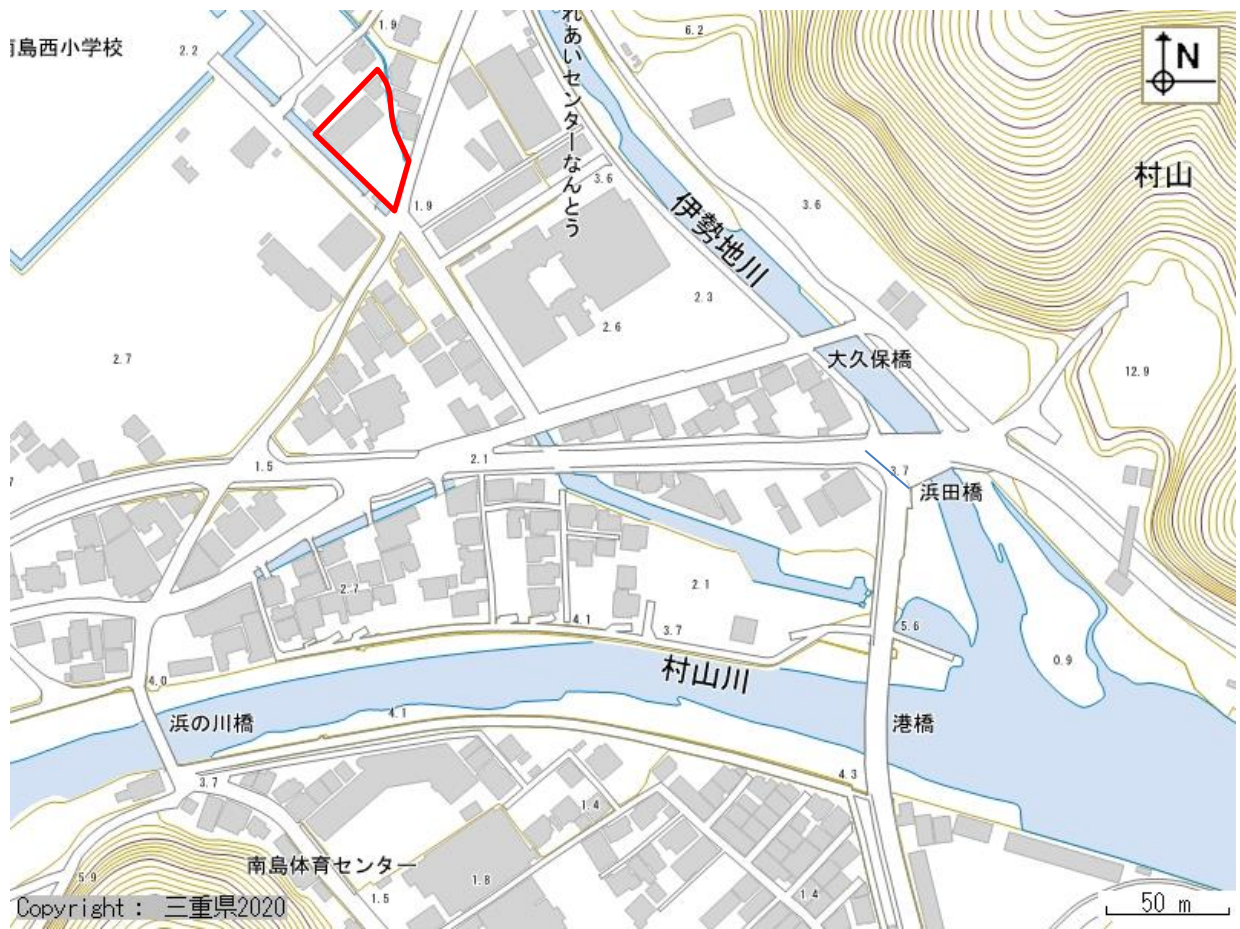 1.9
6.2
N
2.2
南島西小学校
れあいセンターなんとう
村山
3.6
3.6
1.9
伊勢地川
2.3
2.6
2.7
大久保橋
12.9
2.1
1.5
3.7
浜田橋
2.7
2.1
4.1
3.7
5.6
0.9
村山川
4.0
4.1
浜の川橋
港橋
3.7
4.3
1.4
南島体育センター
1.8
5.9
1.5
1.4
Copyright : 三重県2020
50 m